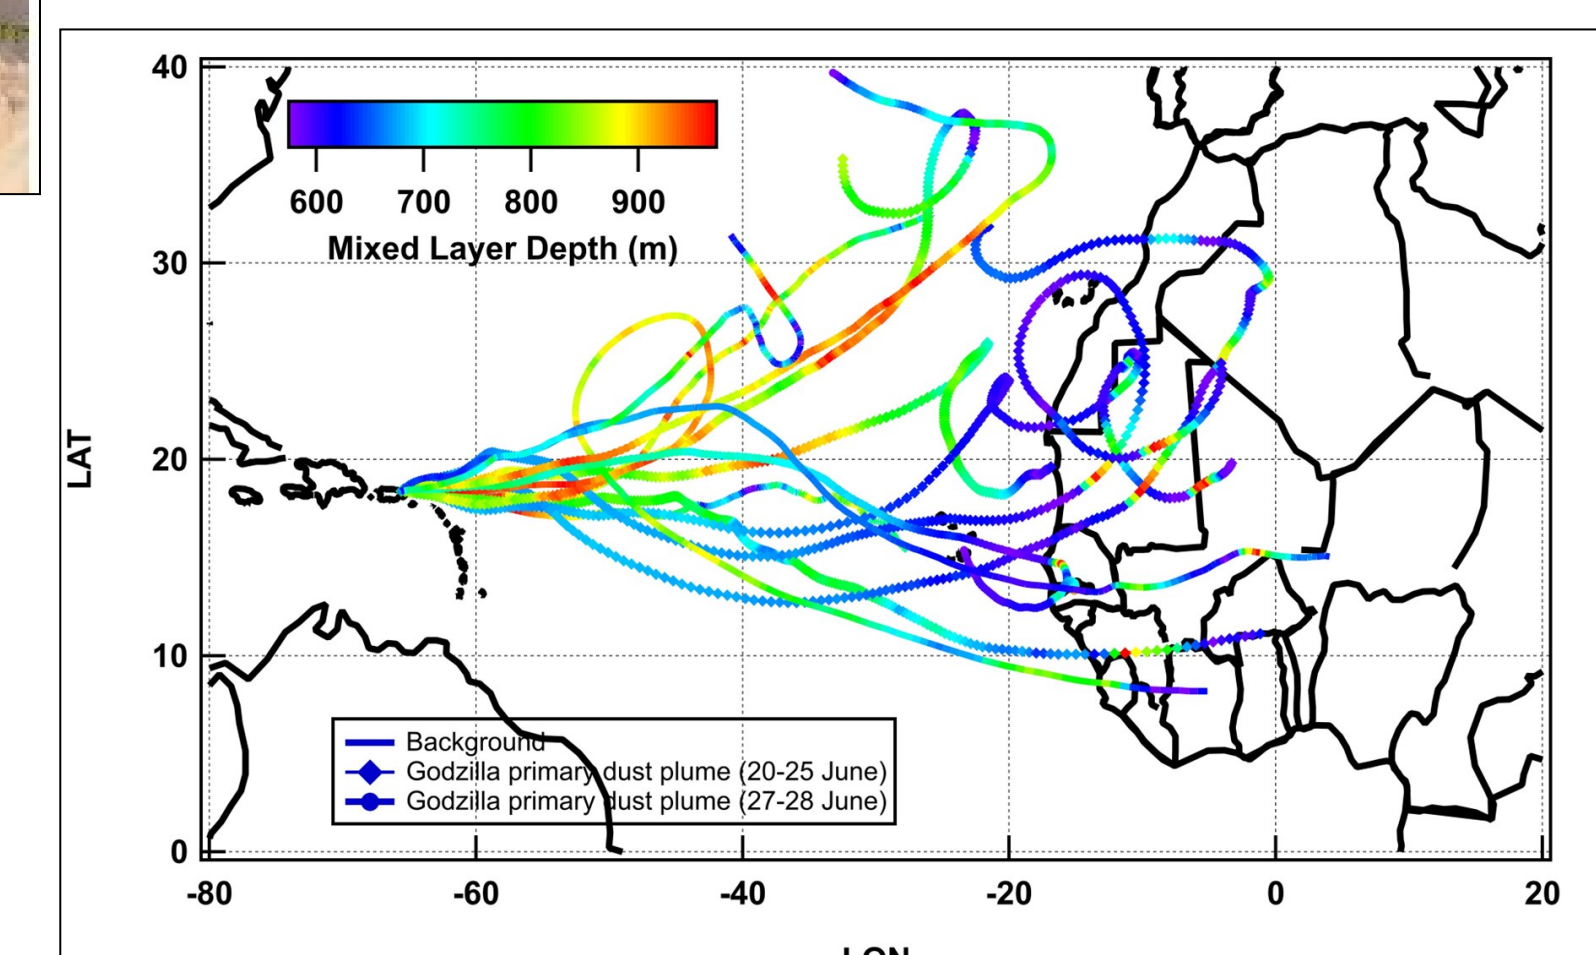 40
600 700 800 900
Mixed Layer Depth (m)
30
20
LAT
10
Background
Godzilla primary dust plume (20-25 June)
Godzilla primary dust plume (27-28 June)
0
-80 -60 -40 -20 0 20
LON